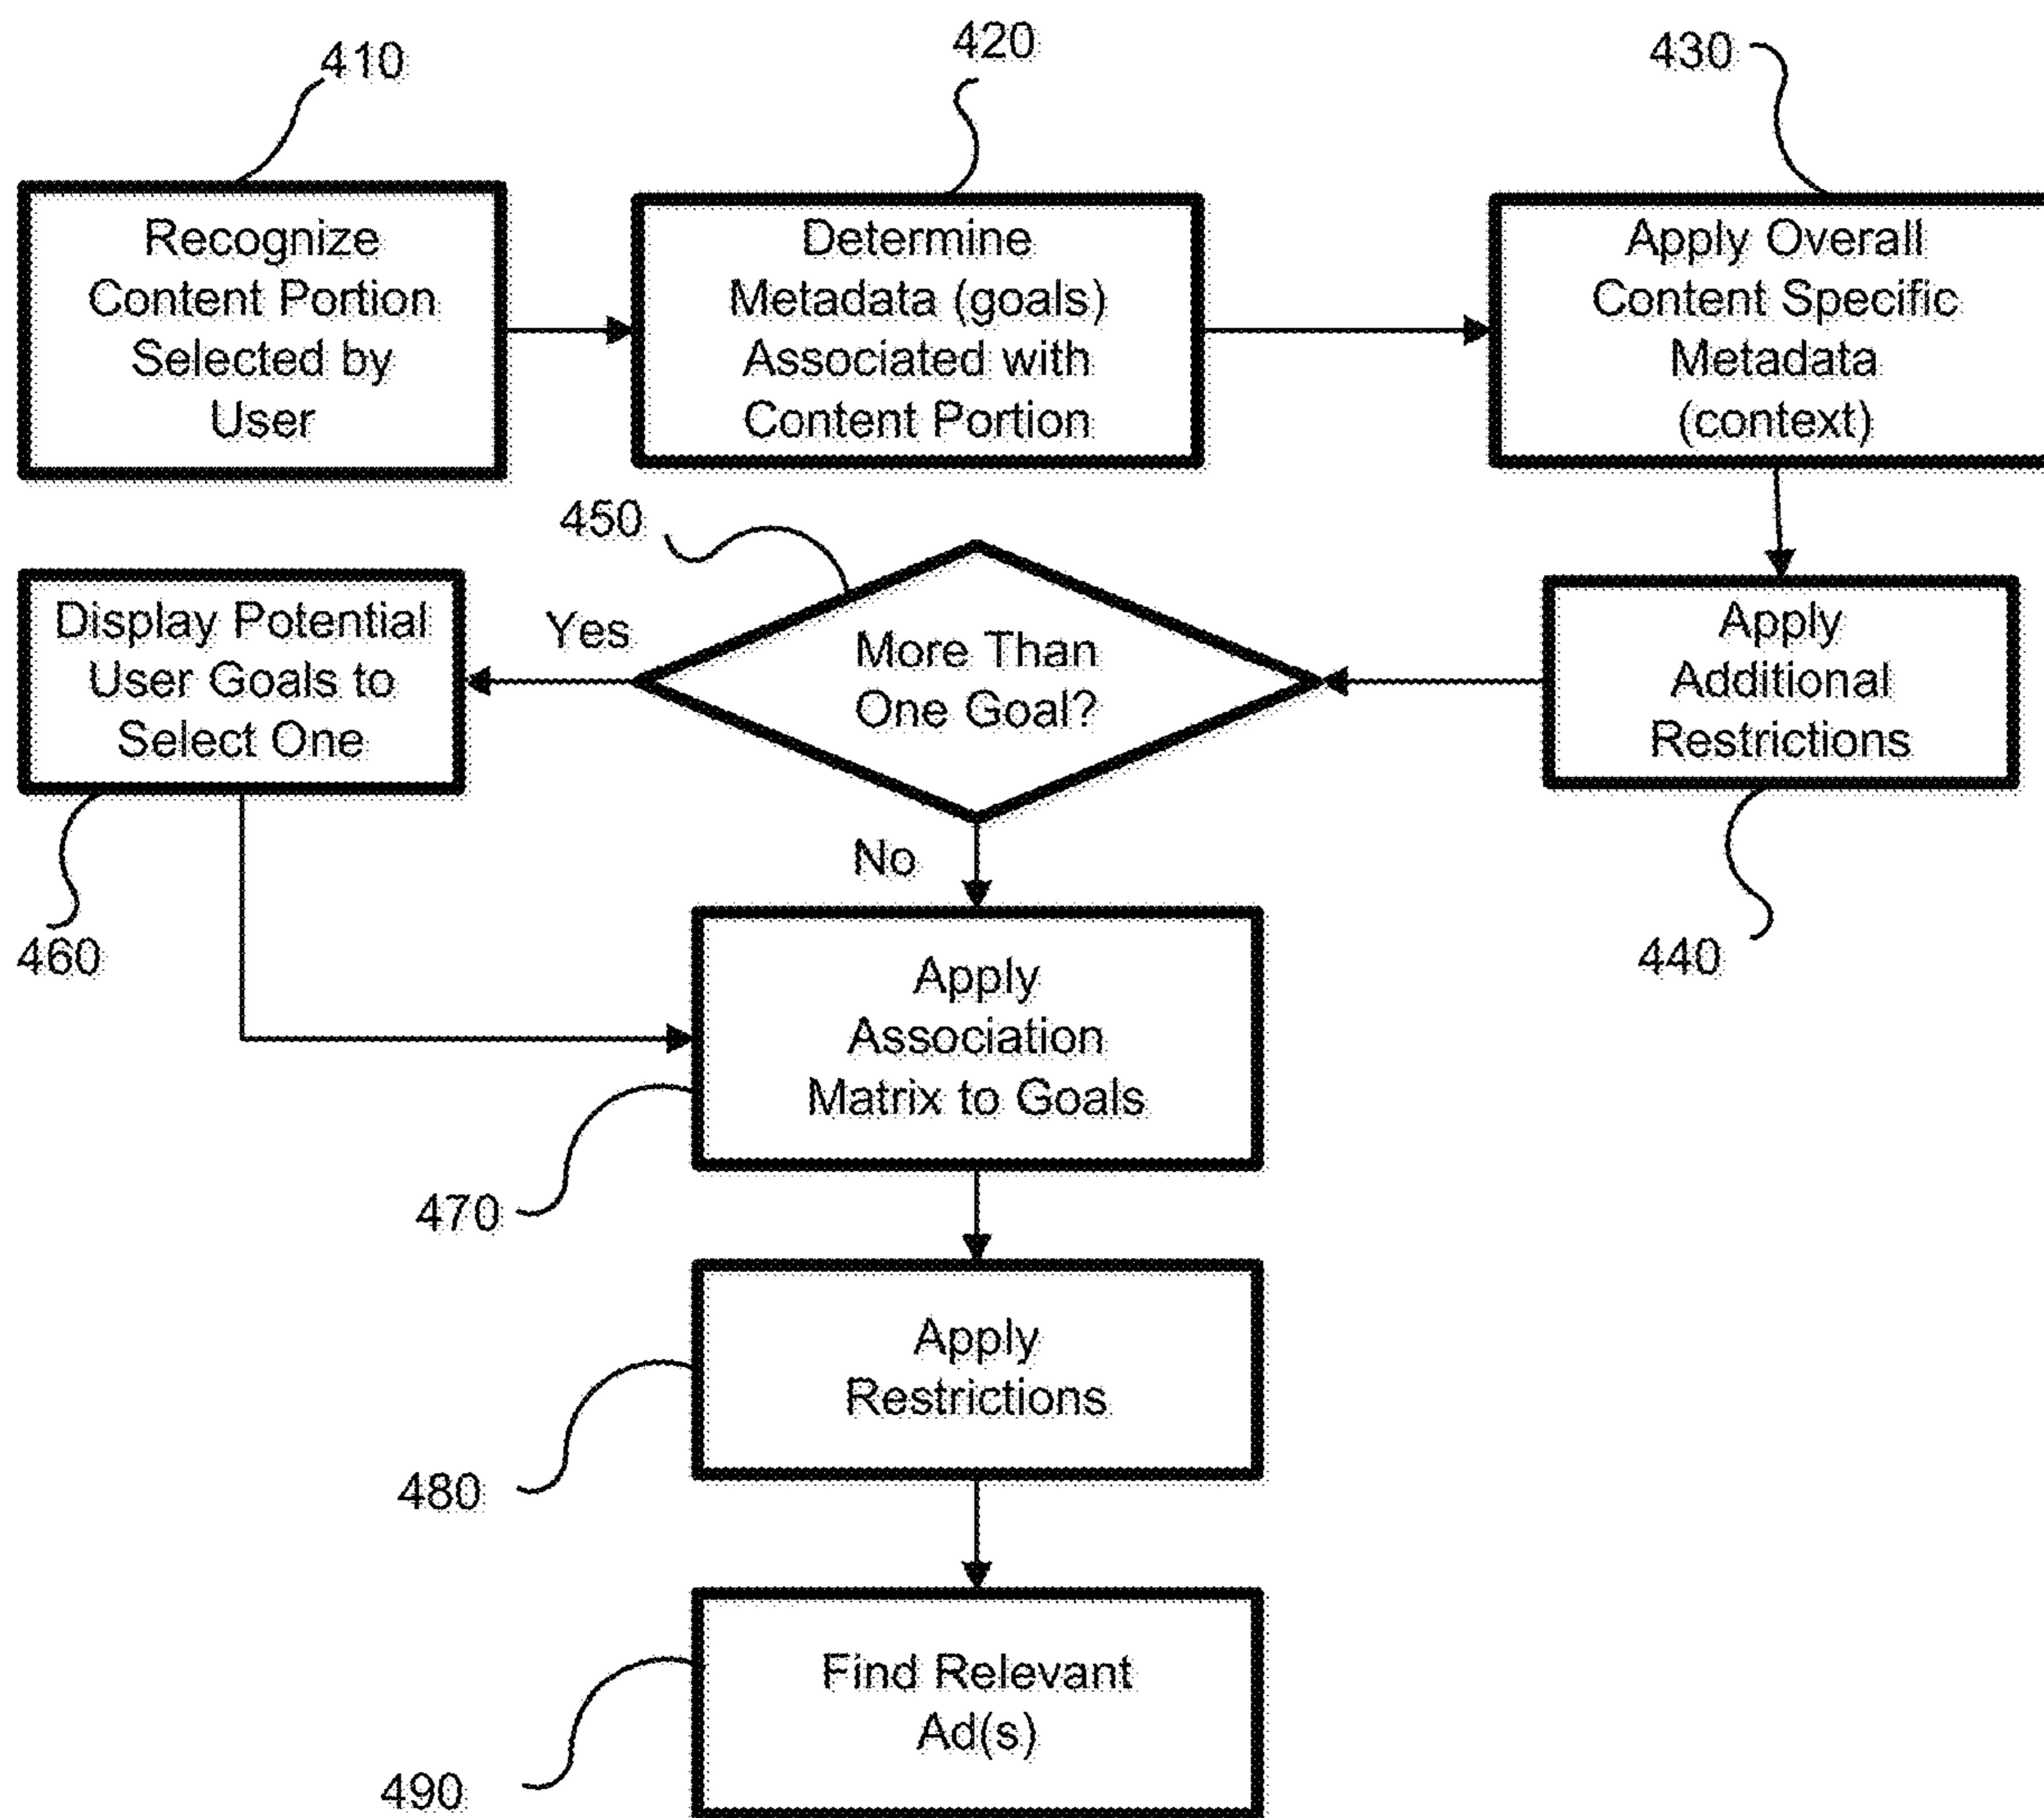 410
420
430
Recognize
Content Portion
Selected by
User
Determine
Metadata (goals)
Associated with
Content Portion
Apply Overall
Content Specific
Metadata
(context)
450
Display Potential
User Goals to
Select One
Yes
More Than
One Goal?
Apply
Additional
Restrictions
No
460
440
Apply
Association
Matrix to Goals
470
Apply
Restrictions
480
Find Relevant
Ad(s)
490